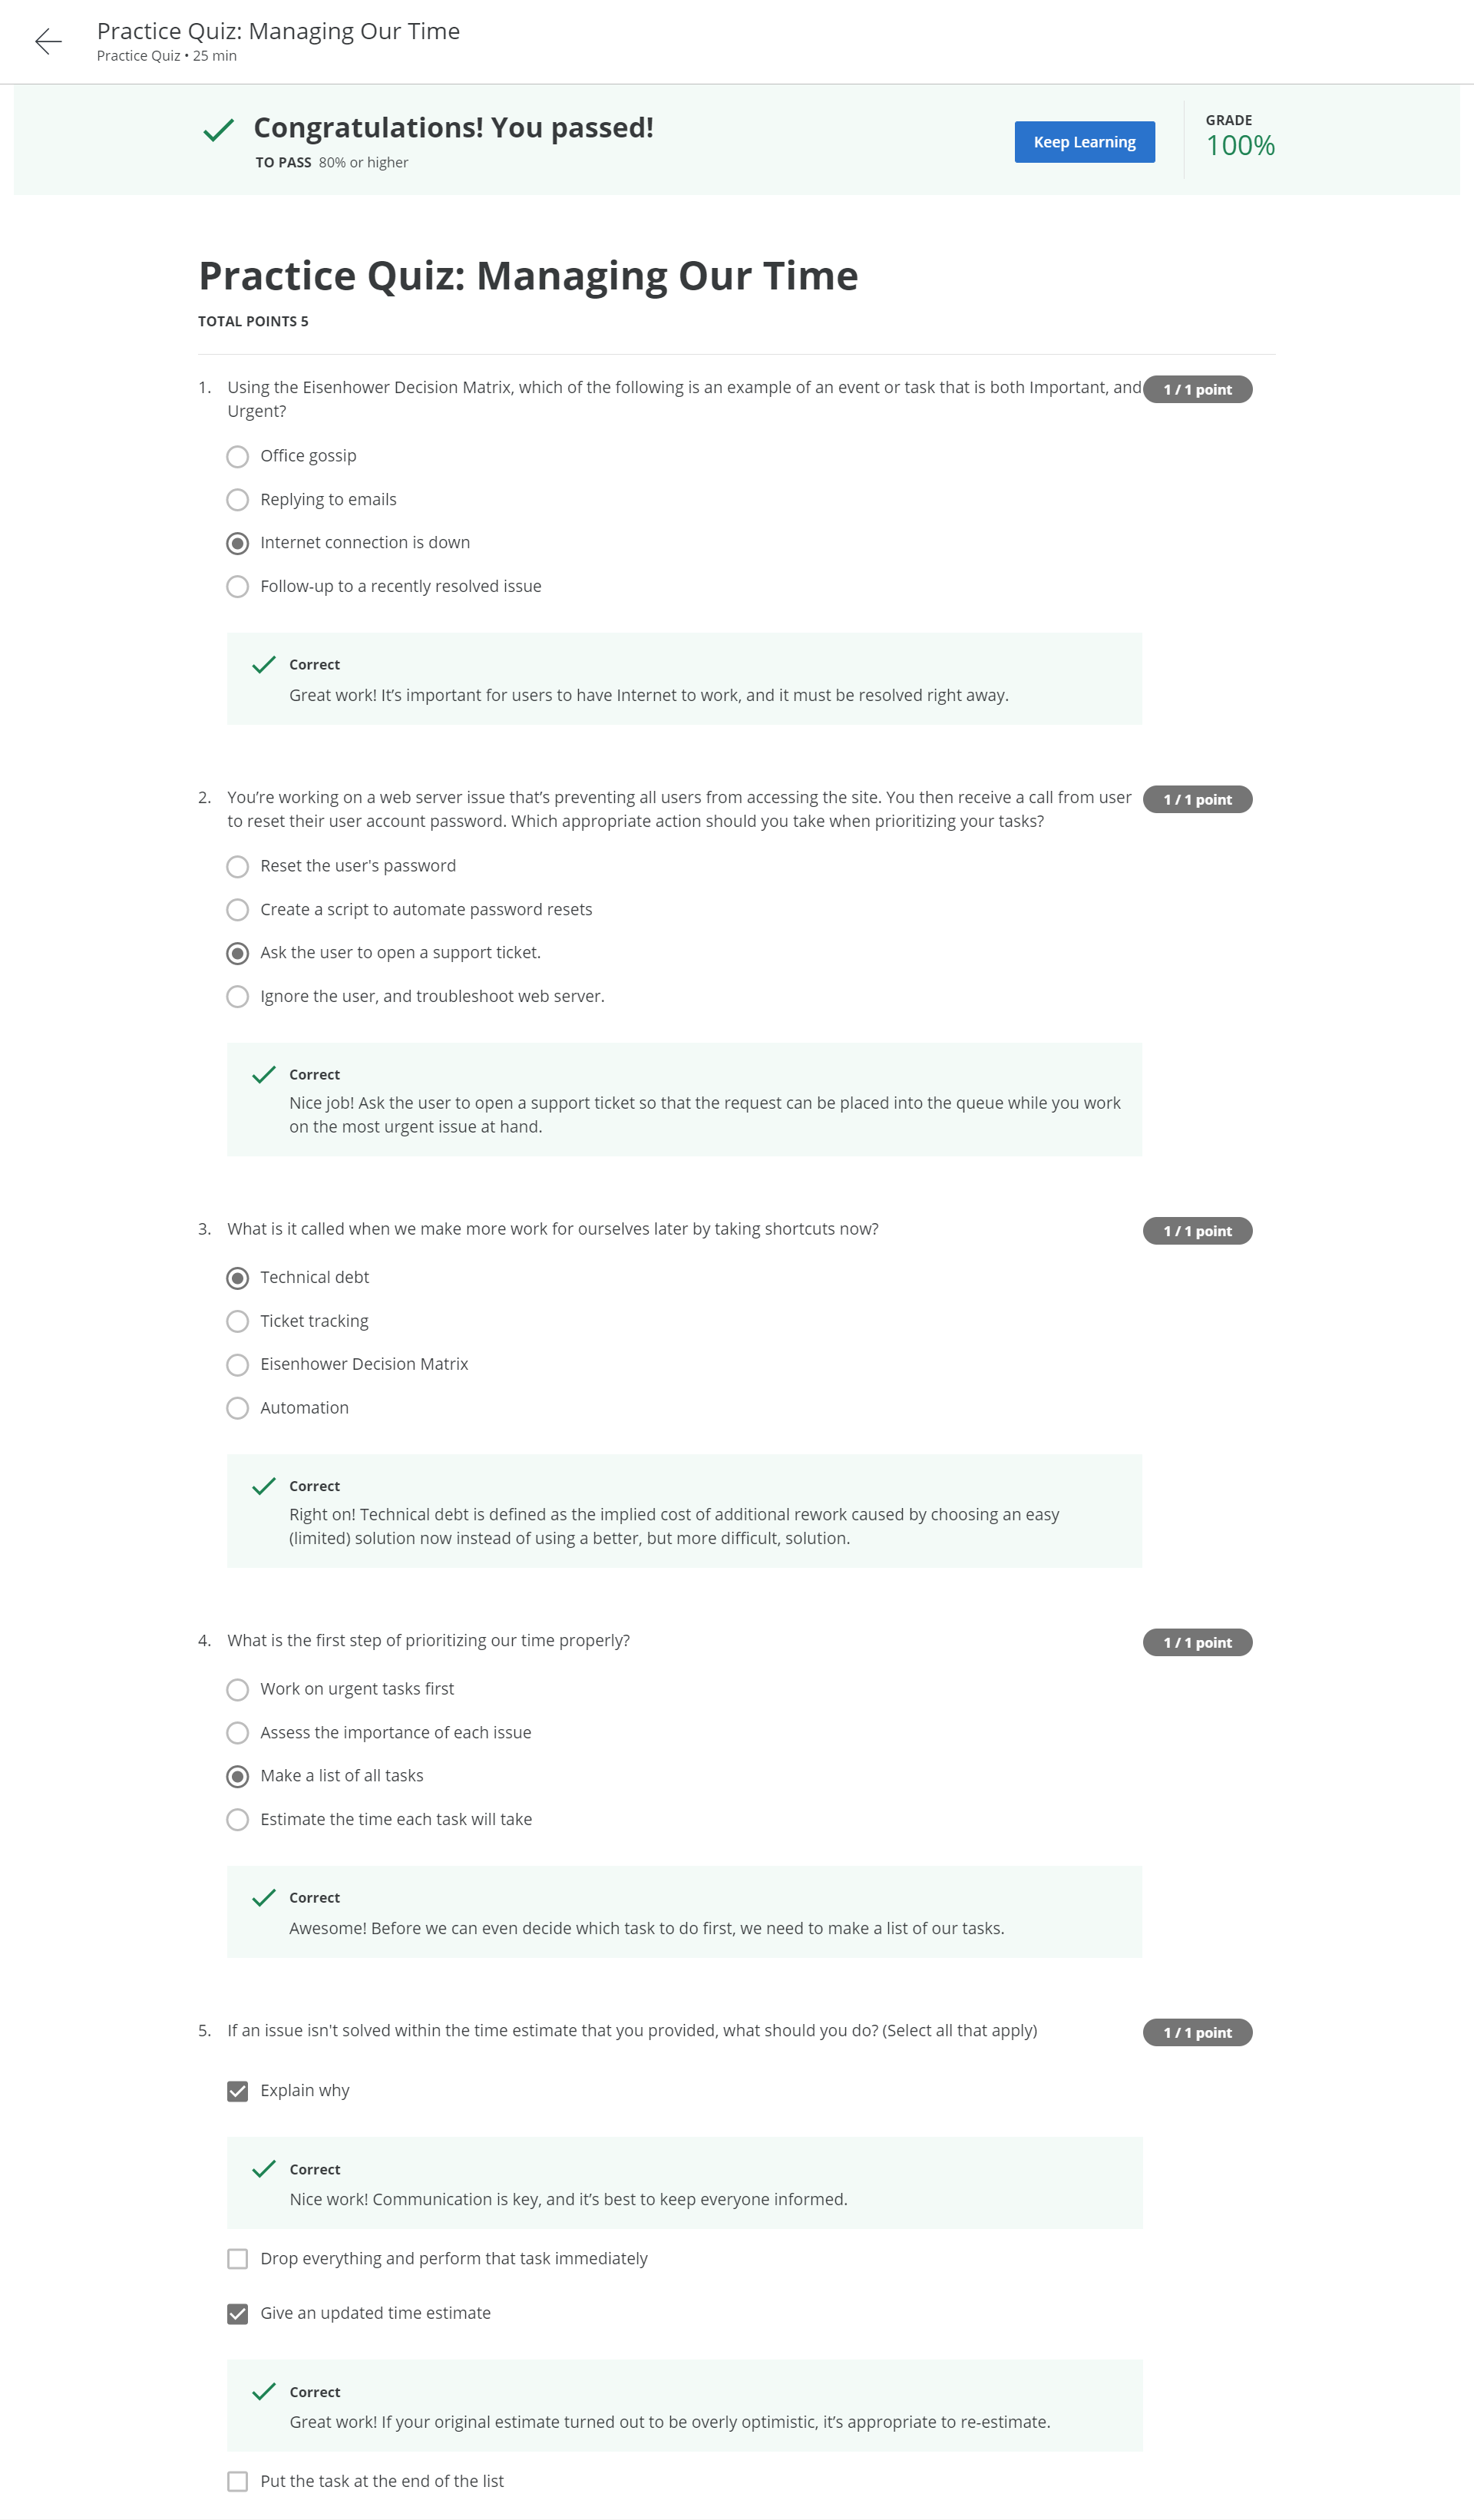 Practice Quiz: Managing Our Time
Practice Quiz • 25 min
Congratulations! You passed!
TO PASS 80% or higher
Keep Learning
GRADE
100%
Practice Quiz: Managing Our Time
TOTAL POINTS 5
1. Using the Eisenhower Decision Matrix, which of the following is an example of an event or task that is both Important, and
Urgent?
1 / 1 point
Office gossip
Replying to emails
Internet connection is down
Follow-up to a recently resolved issue
Correct
Great work! It’s important for users to have Internet to work, and it must be resolved right away.
2. You’re working on a web server issue that’s preventing all users from accessing the site. You then receive a call from user
to reset their user account password. Which appropriate action should you take when prioritizing your tasks?
1 / 1 point
Reset the user's password
Create a script to automate password resets
Ask the user to open a support ticket.
Ignore the user, and troubleshoot web server.
Correct
Nice job! Ask the user to open a support ticket so that the request can be placed into the queue while you work
on the most urgent issue at hand.
3. What is it called when we make more work for ourselves later by taking shortcuts now?
1 / 1 point
Technical debt
Ticket tracking
Eisenhower Decision Matrix
Automation
Correct
Right on! Technical debt is defined as the implied cost of additional rework caused by choosing an easy
(limited) solution now instead of using a better, but more difficult, solution.
4. What is the first step of prioritizing our time properly?
1 / 1 point
Work on urgent tasks first
Assess the importance of each issue
Make a list of all tasks
Estimate the time each task will take
Correct
Awesome! Before we can even decide which task to do first, we need to make a list of our tasks.
5. If an issue isn't solved within the time estimate that you provided, what should you do? (Select all that apply)
1 / 1 point
Explain why
Correct
Nice work! Communication is key, and it’s best to keep everyone informed.
Drop everything and perform that task immediately
Give an updated time estimate
Correct
Great work! If your original estimate turned out to be overly optimistic, it’s appropriate to re-estimate.
Put the task at the end of the list